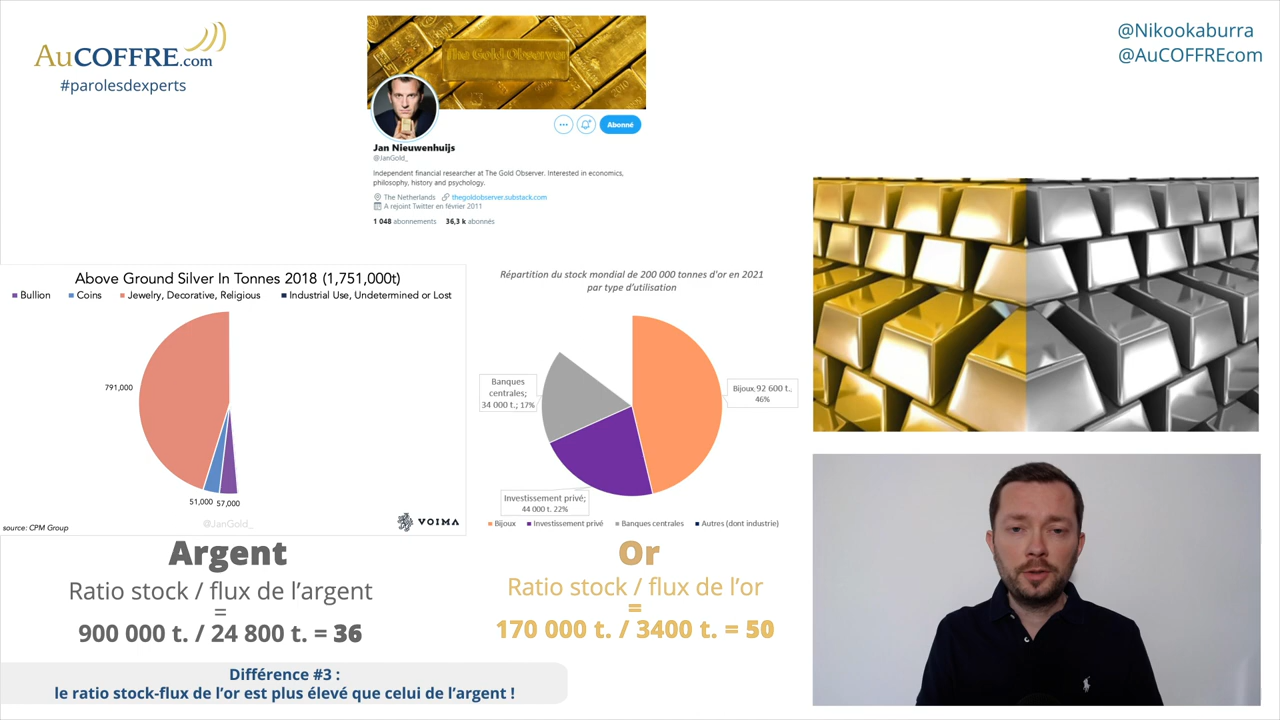 AuCOFFRE.com
#parolesdexperts
@Nikookaburra
@AuCOFFREcom
The Gold Observer
Abonné
Jan Nieuwenhuijs
@JanGold_
Independent financial researcher at The Gold Observer. Interested in economics,
philosophy, history and psychology.
The Netherlands thegoldobserver.substack.com
A rejoint Twitter en février 2011
1 048 abonnements 36,3 k abonnés
Above Ground Silver In Tonnes 2018 (1,751,000t)
Bullion Coins Jewelry, Decorative, Religious Industrial Use, Undetermined or Lost
791,000
51,000 57,000
source: CPM Group
@JanGold_
VOIMA
Répartition du stock mondial de 200 000 tonnes d'or en 2021
par type d'utilisation
Banques
centrales;
34 000 t.; 17%
Bijoux, 92 600 t..
46%
Investissement privé;
44 000 t. 22%
Bijoux Investissement privé Banques centrales Autres (dont industrie)
Argent
Ratio stock / flux de l’argent
=
900 000 t. / 24 800 t. = 36
Or
Ratio stock / flux de l’or
=
170 000 t. / 3400 t. = 50
Différence #3 :
le ratio stock-flux de l’or est plus élevé que celui de l’argent !